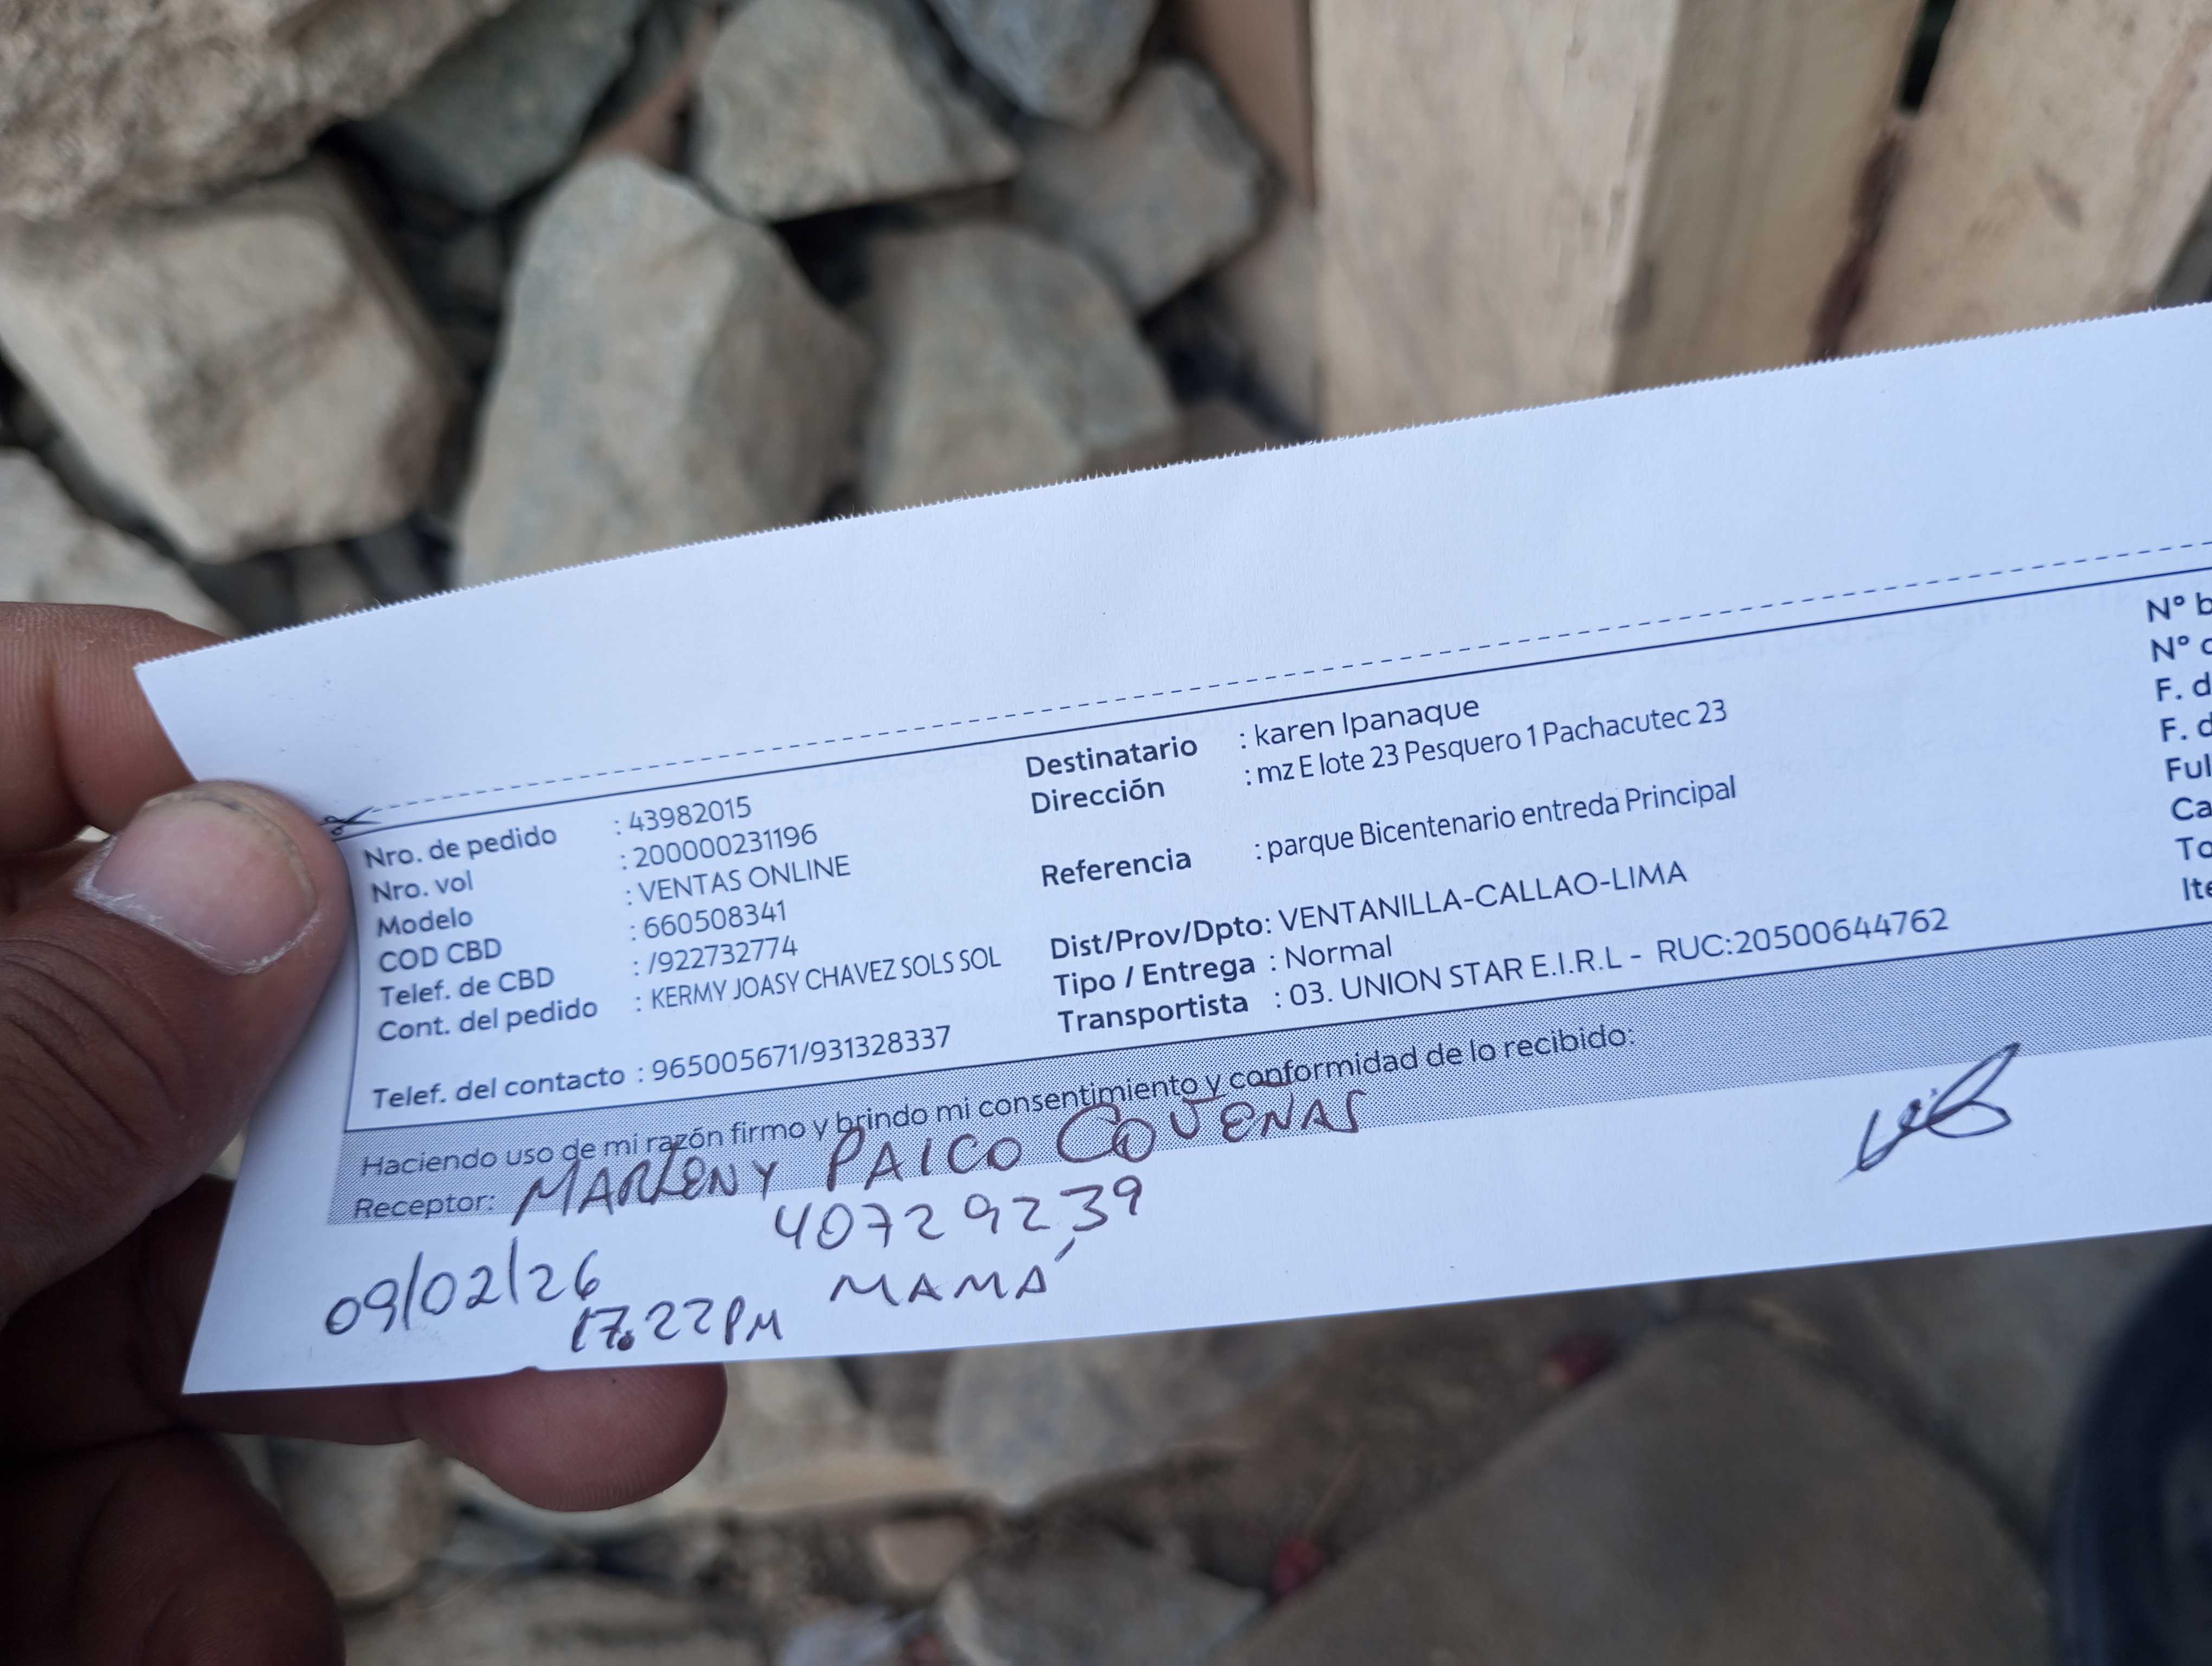 Nro. de pedido : 43982015
Nro. vol : 200000231196
Modelo : VENTAS ONLINE
COD CBD : 660508341
Telef. de CBD : /922732774
Cont. del pedido : KERMY JOASY CHAVEZ SOLS SOL
Telef. del contacto : 965005671/931328337
Destinatario : karen Ipanaque
Dirección : mz E lote 23 Pesquero 1 Pachacutec 23
Referencia : parque Bicentenario entreda Principal
Dist/Prov/Dpto: VENTANILLA-CALLAO-LIMA
Tipo / Entrega : Normal
Transportista : 03. UNION STAR E.I.R.L - RUC:20500644762
Nº b
Nº
F. d
F. d
Ful
Ca
To
Ite
Haciendo uso de mi razón firmo y brindo mi consentimiento y conformidad de lo recibido:
Receptor: MARLENY PAICO COVEÑAS
40729239
MAMÁ
09/02/26
17.22PM